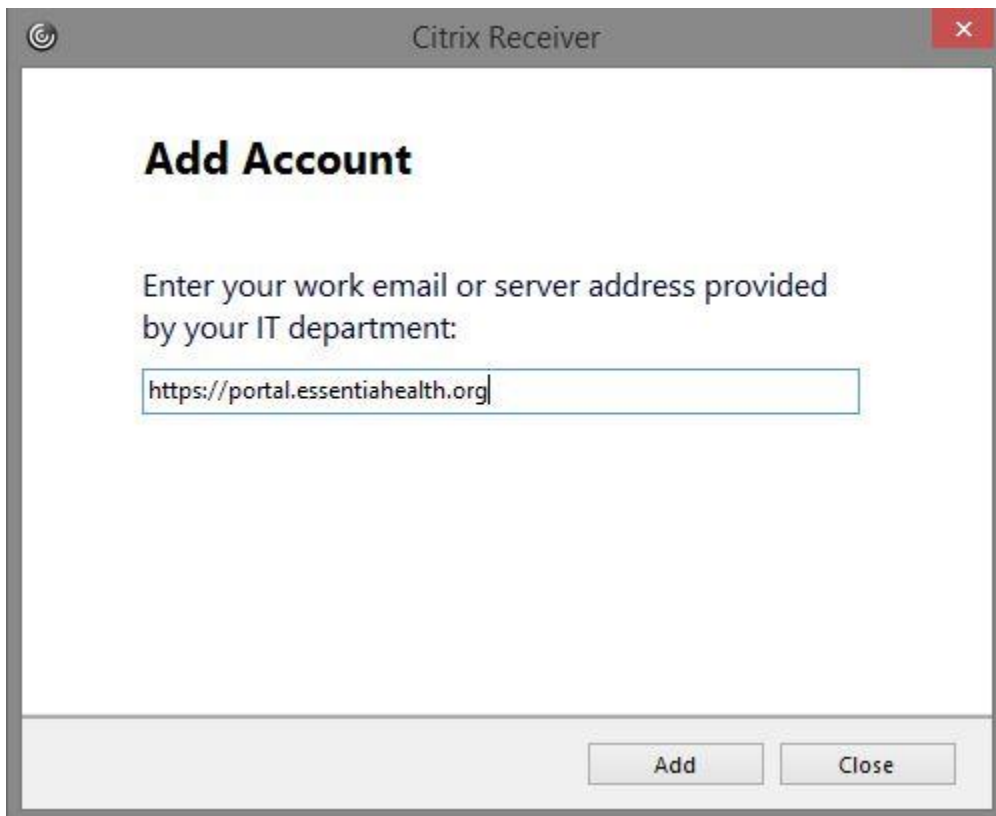 Citrix Receiver
Add Account
Enter your work email or server address provided
by your IT department:
https://portal.essentiahealth.org
Add
Close